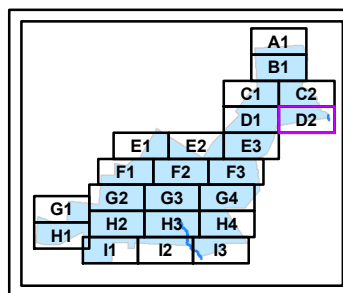 A1
B1
C1 C2
D1 D2
E1 E2 E3
F1 F2 F3
G1 G2 G3 G4
H1 H2 H3 H4
I1 I2 I3